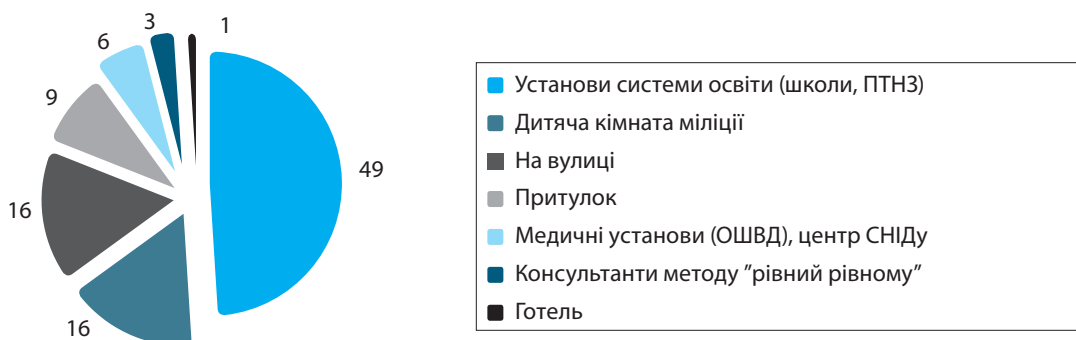 3
1
6
9
49
16
16
Установи системи освіти (школи, ПТНЗ)
Дитяча кімната міліції
На вулиці
Притулок
Медичні установи (ОШВД), центр СНІДу
Консультанти методу ”рівний рівному”
Готель